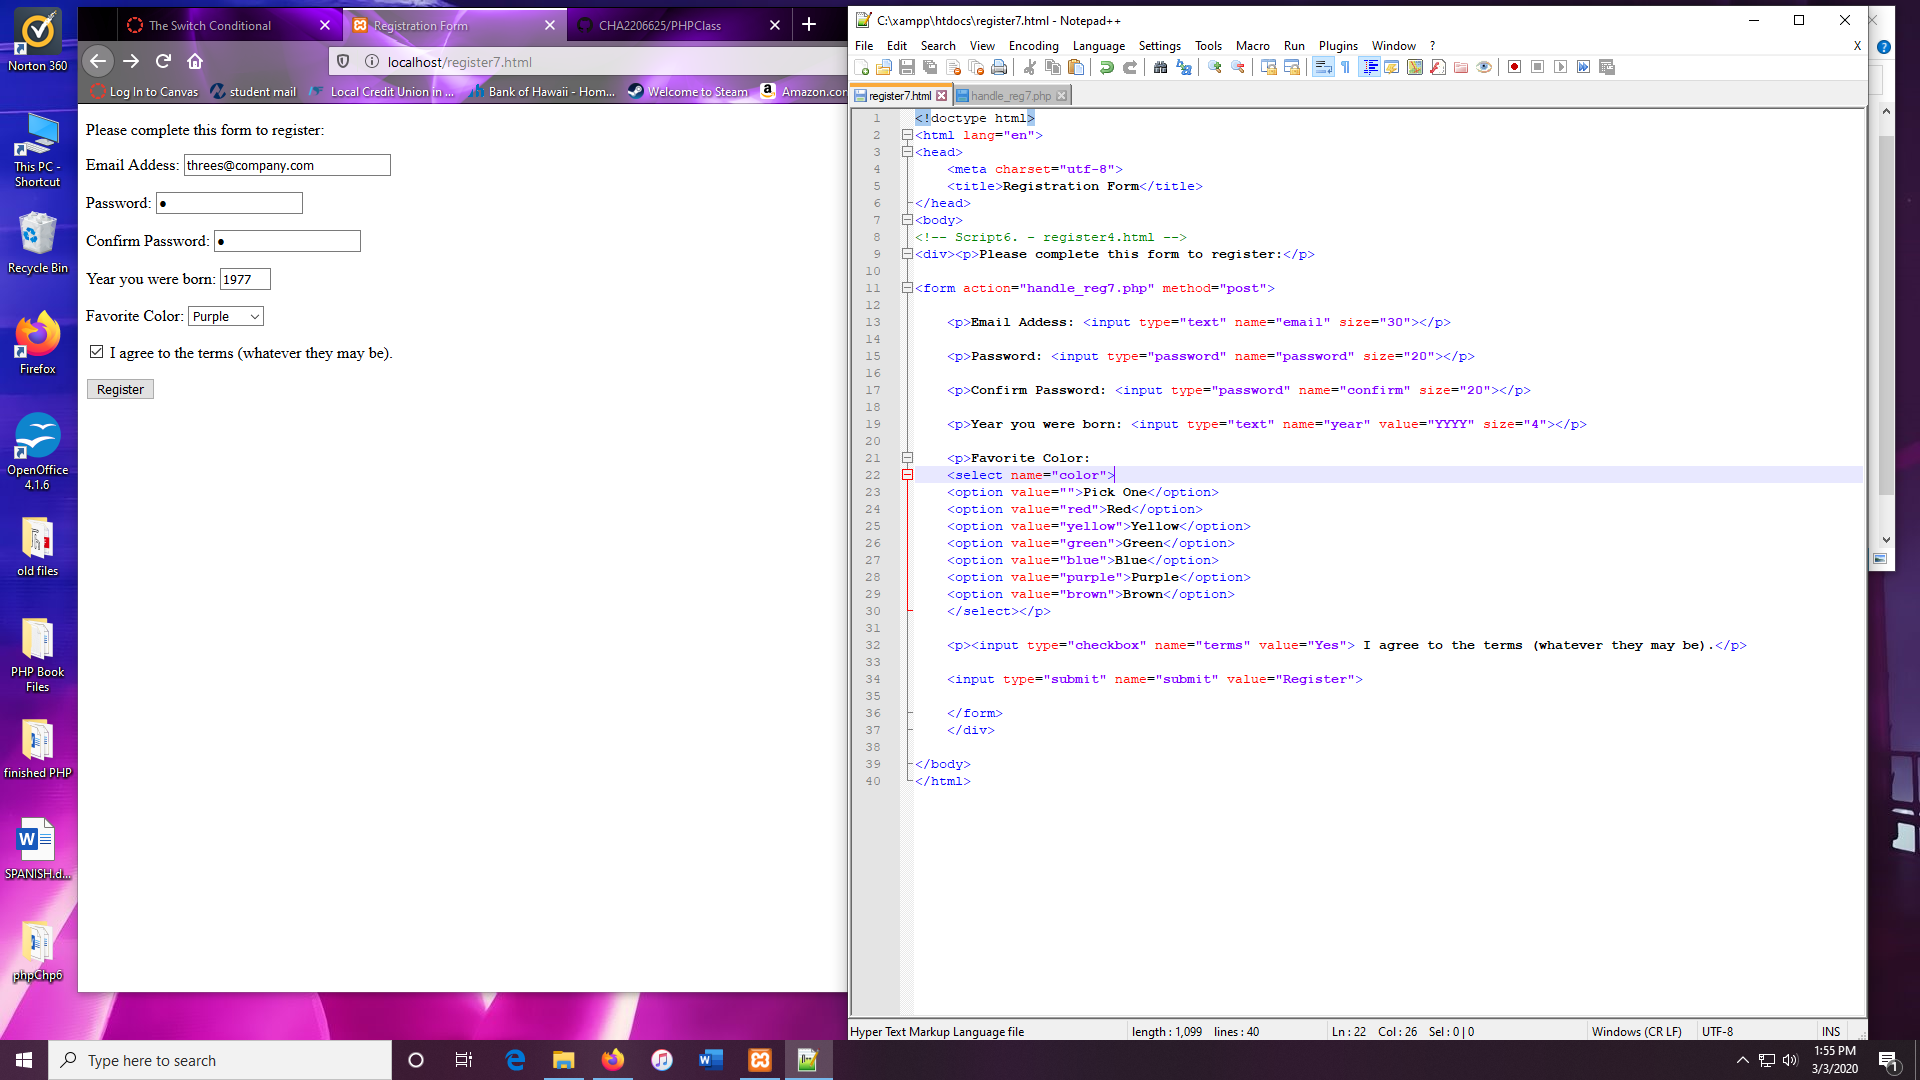 Norton 360
This PC -
Shortcut
Recycle Bin
Firefox
OpenOffice
4.1.6
old files
PHP Book
Files
finished PHP
SPANISH.d...
phpChp6
The Switch Conditional
Registration Form
CHA2206625/PHPClass
localhost/register7.html
Log In to Canvas
student mail
Local Credit Union in ...
Bank of Hawaii - Hom...
Welcome to Steam
Amazon.con
Please complete this form to register:
Email Addess: threes@company.com
Password: ●
Confirm Password: ●
Year you were born: 1977
Favorite Color: Purple
I agree to the terms (whatever they may be).
Register
C:\xampp\htdocs\register7.html - Notepad++
File Edit Search View Encoding Language Settings Tools Macro Run Plugins Window ? X
register7.html handle_reg7.php
1 <!doctype html>
2 <html lang="en">
3 <head>
4 <meta charset="utf-8">
5 <title>Registration Form</title>
6 </head>
7 <body>
8 <!-- Script6. - register4.html -->
9 <div><p>Please complete this form to register:</p>
10
11 <form action="handle_reg7.php" method="post">
12
13 <p>Email Addess: <input type="text" name="email" size="30"></p>
14
15 <p>Password: <input type="password" name="password" size="20"></p>
16
17 <p>Confirm Password: <input type="password" name="confirm" size="20"></p>
18
19 <p>Year you were born: <input type="text" name="year" value="YYYY" size="4"></p>
20
21 <p>Favorite Color:
22 <select name="color">
23 <option value="">Pick One</option>
24 <option value="red">Red</option>
25 <option value="yellow">Yellow</option>
26 <option value="green">Green</option>
27 <option value="blue">Blue</option>
28 <option value="purple">Purple</option>
29 <option value="brown">Brown</option>
30 </select></p>
31
32 <p><input type="checkbox" name="terms" value="Yes"> I agree to the terms (whatever they may be).</p>
33
34 <input type="submit" name="submit" value="Register">
35
36 </form>
37 </div>
38
39 </body>
40 </html>
Hyper Text Markup Language file length : 1,099 lines : 40 Ln : 22 Col : 26 Sel : 0 | 0 Windows (CR LF) UTF-8 INS
Type here to search
1:55 PM
3/3/2020
1